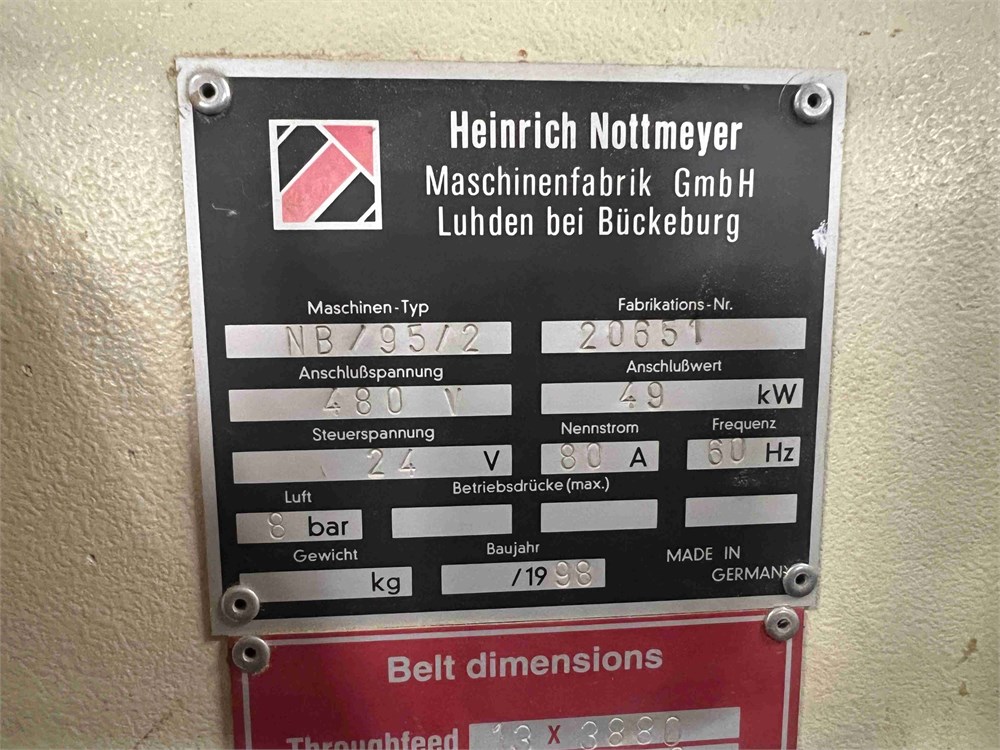 Heinrich Nottmeyer
Maschinenfabrik GmbH
Luhden bei Bückeburg
Maschinen-Typ Fabrikations-Nr.
NB/95/2 20651
Anschlußspannung Anschlußwert
480 V 49 kW
Steuerspannung Nennstrom Frequenz
24 V 80 A 60 Hz
Luft Betriebsdrücke (max.)
8 bar
Gewicht Baujahr
kg /1998
MADE IN
GERMANY
Belt dimensions
Throughfeed 13 x 3880